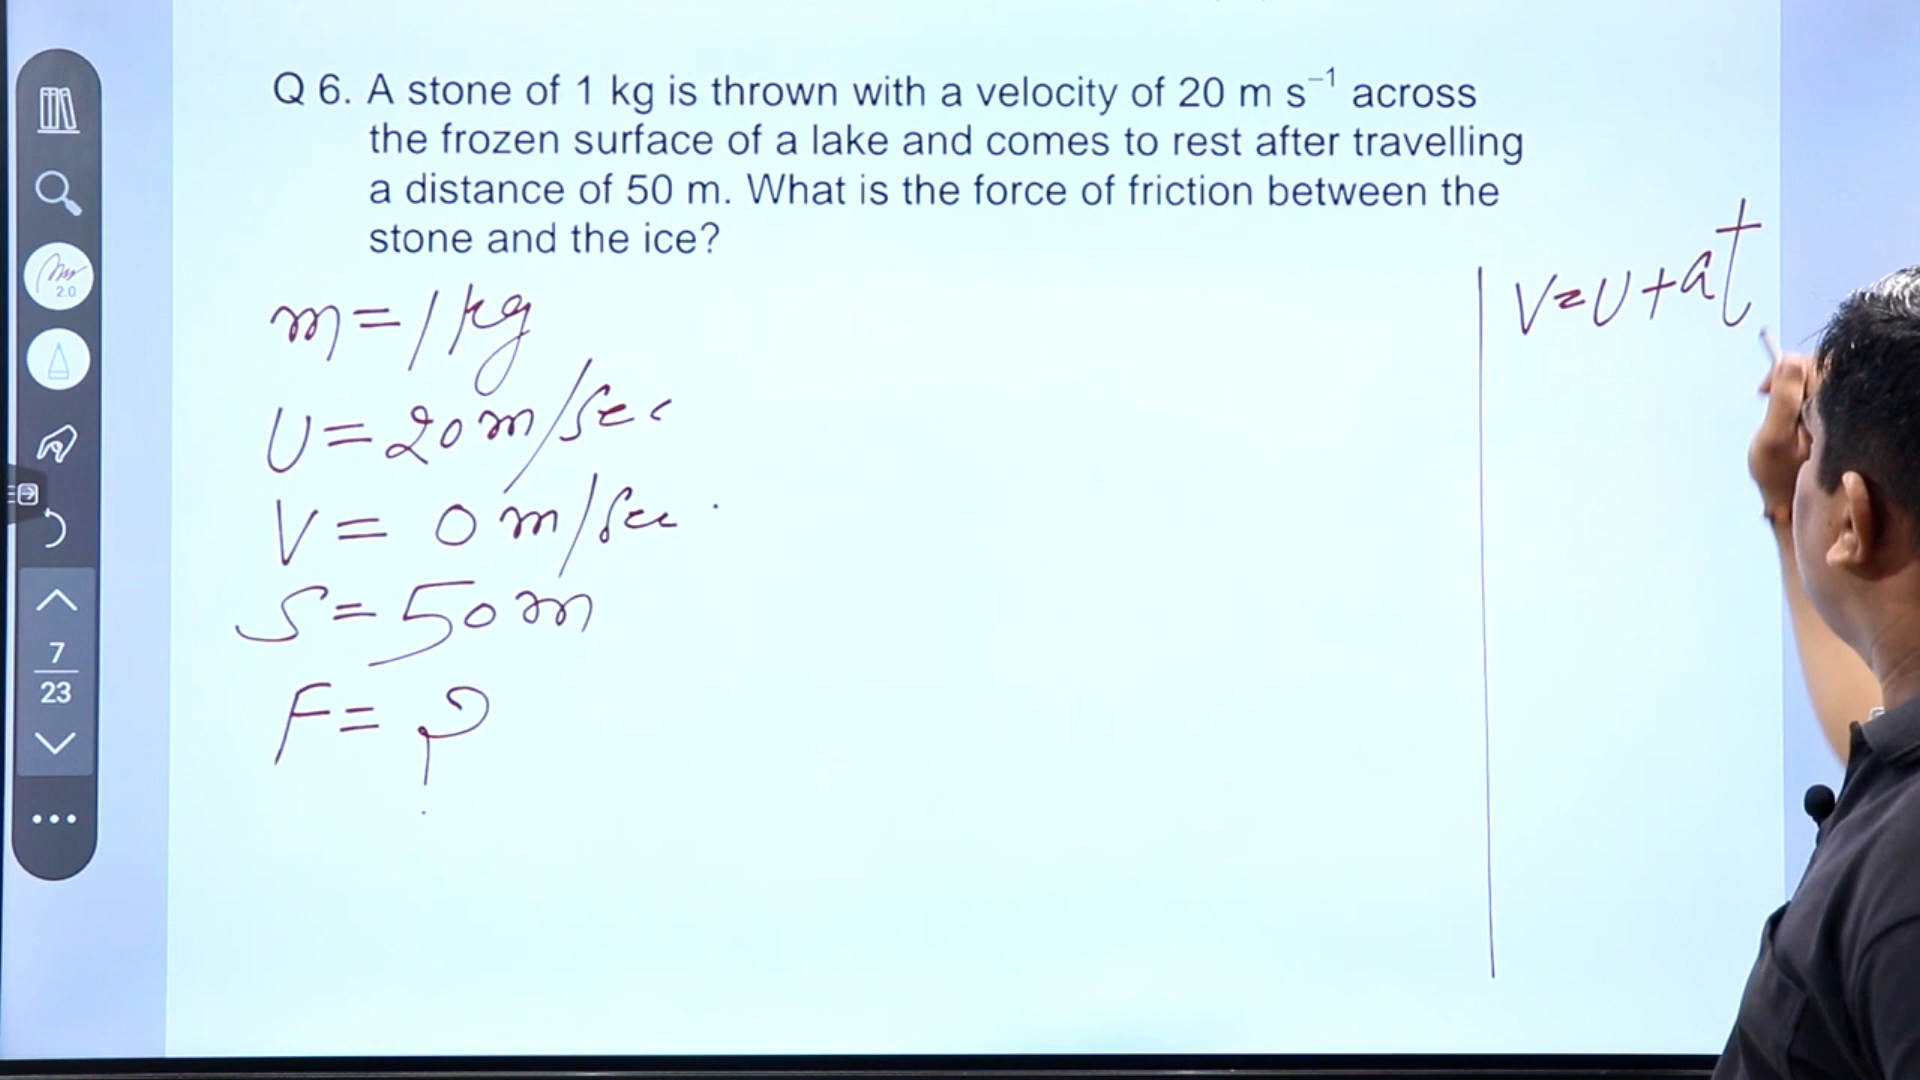 Q 6. A stone of 1 kg is thrown with a velocity of 20 m s⁻¹ across
the frozen surface of a lake and comes to rest after travelling
a distance of 50 m. What is the force of friction between the
stone and the ice?
m = 1 kg
U = 20 m/sec
V = 0 m/sec
S = 50 m
F = ?
V = U + at
2.0
7
23